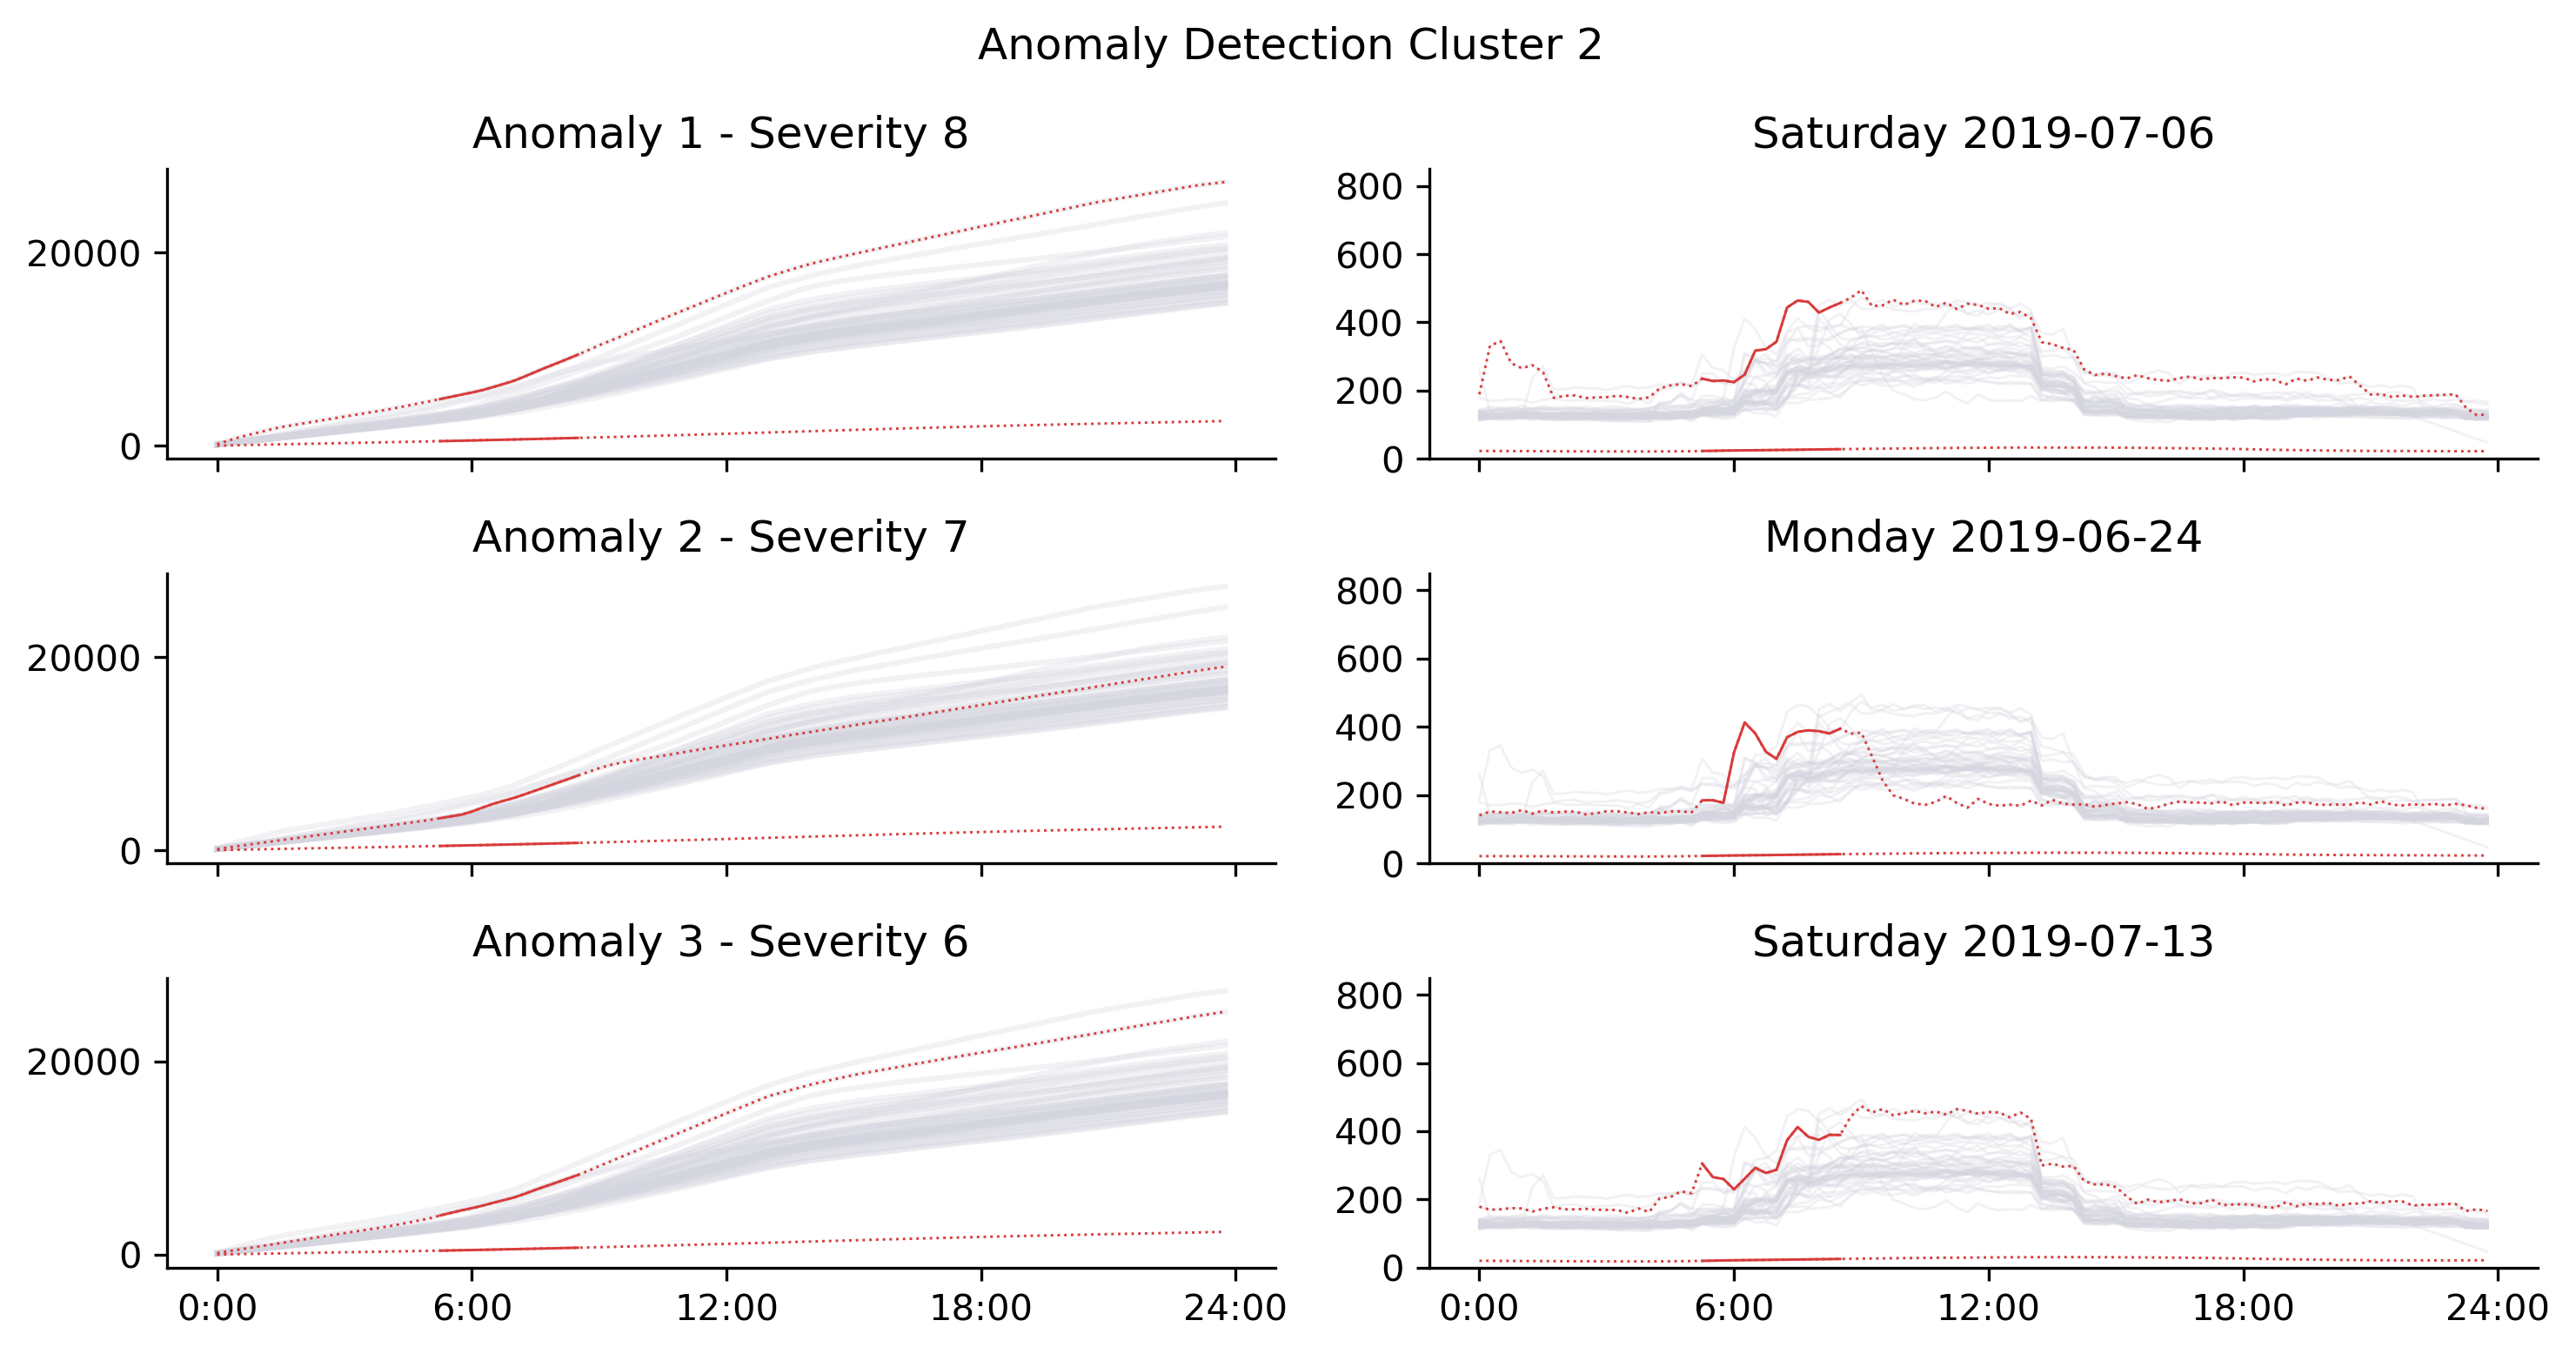 Anomaly Detection Cluster 2
Anomaly 1 - Severity 8
20000
0
Saturday 2019-07-06
800
600
400
200
0
Anomaly 2 - Severity 7
20000
0
Monday 2019-06-24
800
600
400
200
0
Anomaly 3 - Severity 6
20000
0
0:00 6:00 12:00 18:00 24:00
Saturday 2019-07-13
800
600
400
200
0
0:00 6:00 12:00 18:00 24:00